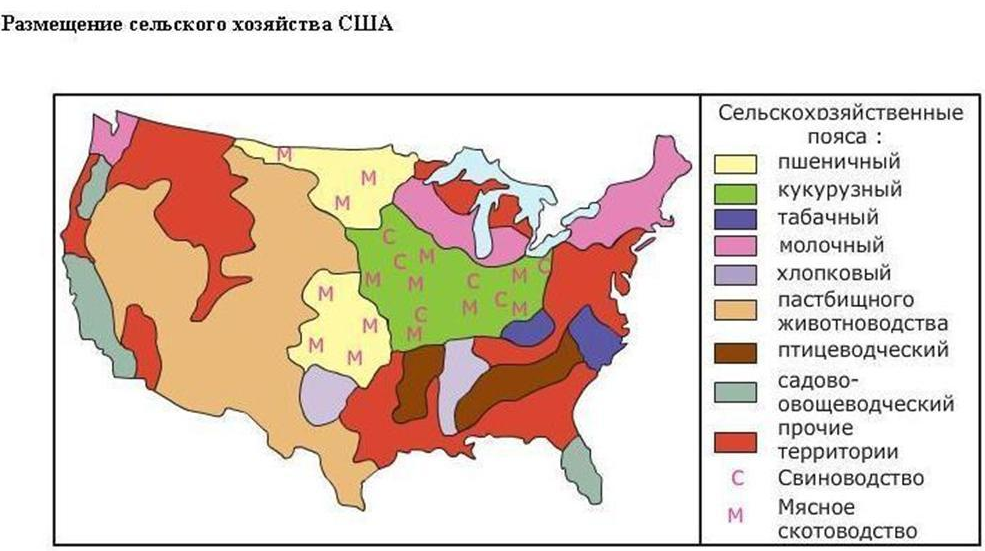 Размещение сельского хозяйства США
Сельскохозяйственные
пояса :
пшеничный
кукурузный
табачный
молочный
хлопковый
пастбищного
животноводства
птицеводческий
садово-
овощеводческий
прочие
территории
С Свиноводство
М Мясное
скотоводство
М
М
М
С
М
С
М
М
С
М
С
М
С
М
С
М
М
М
М
М